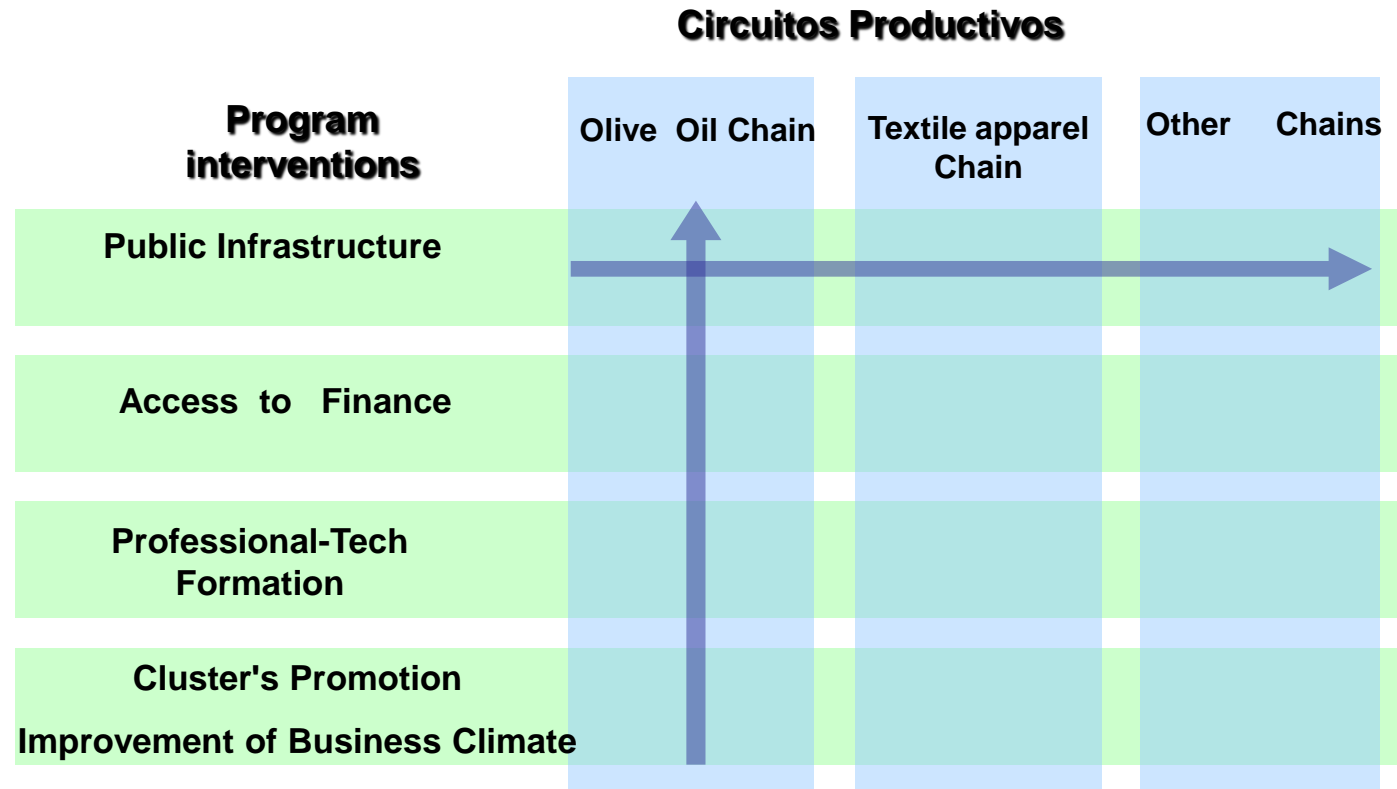 Circuitos Productivos
Program
interventions
Olive Oil Chain
Textile apparel
Chain
Other Chains
Public Infrastructure
Access to Finance
Professional-Tech
Formation
Cluster's Promotion
Improvement of Business Climate